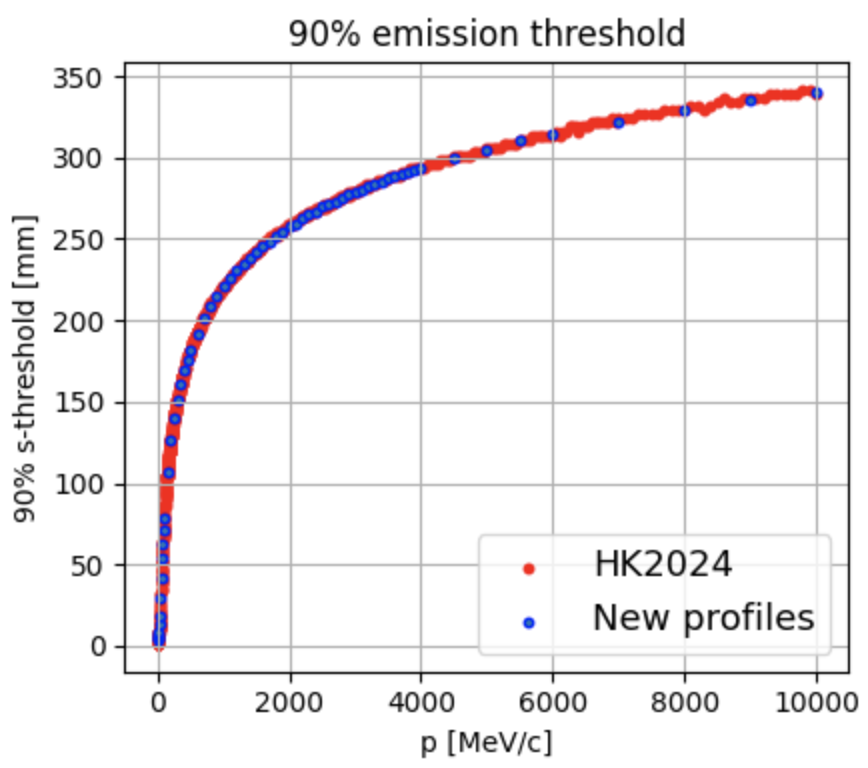 90% emission threshold
350
300
250
200
150
100
50
0
90% s-threshold [mm]
HK2024
New profiles
0 2000 4000 6000 8000 10000
p [MeV/c]